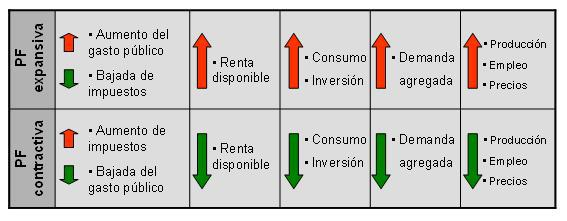 PF
expansiva
▪ Aumento del
gasto público
▪ Bajada de
impuestos
▪ Renta
disponible
▪ Consumo
▪ Inversión
▪ Demanda
agregada
▪ Producción
▪ Empleo
▪ Precios
PF
contractiva
▪ Aumento de
impuestos
▪ Bajada del
gasto público
▪ Renta
disponible
▪ Consumo
▪ Inversión
▪ Demanda
agregada
▪ Producción
▪ Empleo
▪ Precios